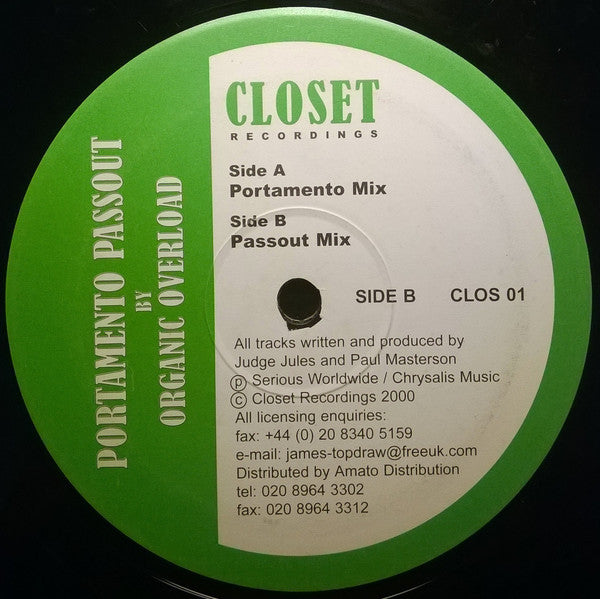 PORTAMENTO PASSOUT
BY
ORGANIC OVERLOAD
CLOSET
RECORDINGS
Side A
Portamento Mix
Side B
Passout Mix
SIDE B CLOS 01
All tracks written and produced by
Judge Jules and Paul Masterson
ⓟ Serious Worldwide / Chrysalis Music
© Closet Recordings 2000
All licensing enquiries:
fax: +44 (0) 20 8340 5159
e-mail: james-topdraw@freeuk.com
Distributed by Amato Distribution
tel: 020 8964 3302
fax: 020 8964 3312